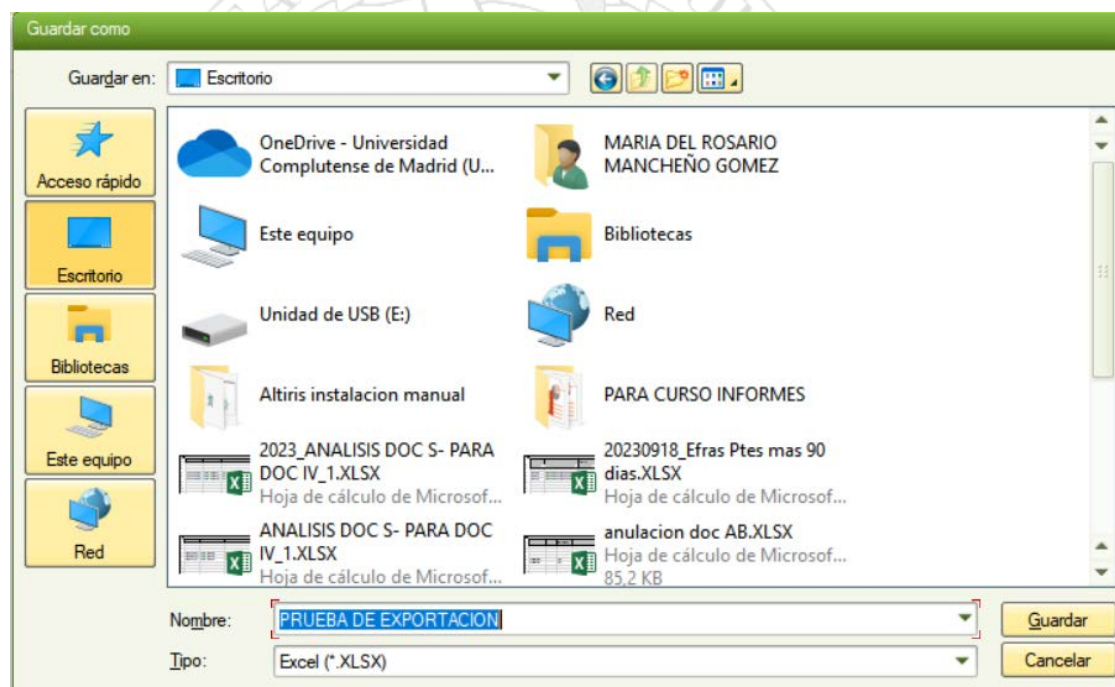 Guardar como
Guardar en:
Escritorio
Acceso rápido
Escritorio
Bibliotecas
Este equipo
Red
OneDrive - Universidad
Complutense de Madrid (U...
MARIA DEL ROSARIO
MANCHEÑO GOMEZ
Este equipo
Bibliotecas
Unidad de USB (E:)
Red
Altiris instalacion manual
PARA CURSO INFORMES
2023_ANALISIS DOC S- PARA
DOC IV_1.XLSX
Hoja de cálculo de Microsof...
20230918_Efras Ptes mas 90
dias.XLSX
Hoja de cálculo de Microsof...
ANALISIS DOC S- PARA DOC
IV_1.XLSX
Hoja de cálculo de Microsof...
anulacion doc AB.XLSX
Hoja de cálculo de Microsof...
85,2 KB
Nombre:
PRUEBA DE EXPORTACION
Guardar
Tipo:
Excel (*.XLSX)
Cancelar